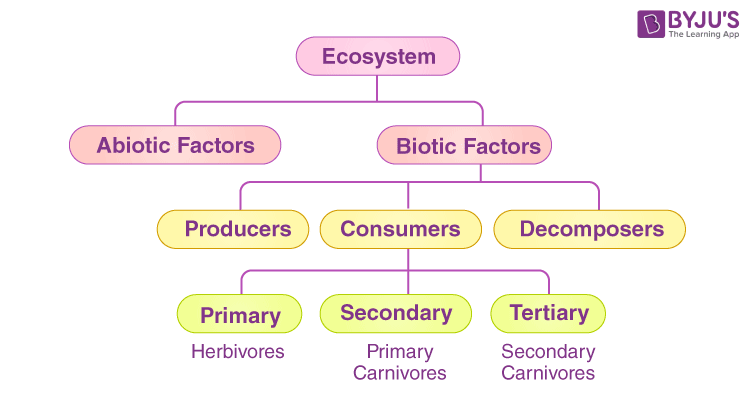 BYJU'S
The Learning App
Ecosystem
Abiotic Factors
Biotic Factors
Producers
Consumers
Decomposers
Primary
Secondary
Tertiary
Herbivores
Primary
Carnivores
Secondary
Carnivores